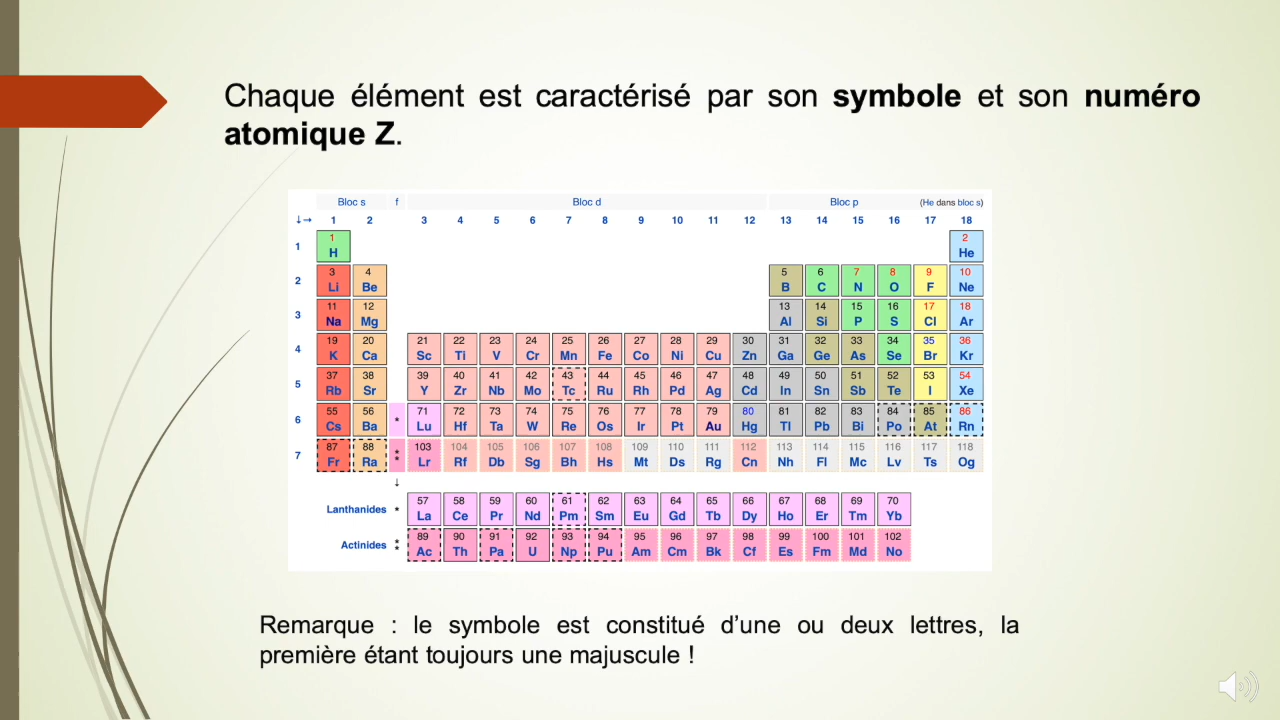 Chaque élément est caractérisé par son symbole et son numéro
atomique Z.
Bloc s f Bloc d Bloc p (He dans bloc s)
↓→ 1 2 3 4 5 6 7 8 9 10 11 12 13 14 15 16 17 18
1 2
1 H He
3 4 5 6 7 8 9 10
2 Li Be B C N O F Ne
11 12 13 14 15 16 17 18
3 Na Mg Al Si P S Cl Ar
19 20 21 22 23 24 25 26 27 28 29 30 31 32 33 34 35 36
4 K Ca Sc Ti V Cr Mn Fe Co Ni Cu Zn Ga Ge As Se Br Kr
37 38 39 40 41 42 43 44 45 46 47 48 49 50 51 52 53 54
5 Rb Sr Y Zr Nb Mo Tc Ru Rh Pd Ag Cd In Sn Sb Te I Xe
55 56 71 72 73 74 75 76 77 78 79 80 81 82 83 84 85 86
6 Cs Ba * Lu Hf Ta W Re Os Ir Pt Au Hg Tl Pb Bi Po At Rn
87 88 103 104 105 106 107 108 109 110 111 112 113 114 115 116 117 118
7 Fr Ra ** Lr Rf Db Sg Bh Hs Mt Ds Rg Cn Nh Fl Mc Lv Ts Og
↓
57 58 59 60 61 62 63 64 65 66 67 68 69 70
Lanthanides * La Ce Pr Nd Pm Sm Eu Gd Tb Dy Ho Er Tm Yb
89 90 91 92 93 94 95 96 97 98 99 100 101 102
Actinides ** Ac Th Pa U Np Pu Am Cm Bk Cf Es Fm Md No
Remarque : le symbole est constitué d’une ou deux lettres, la
première étant toujours une majuscule !